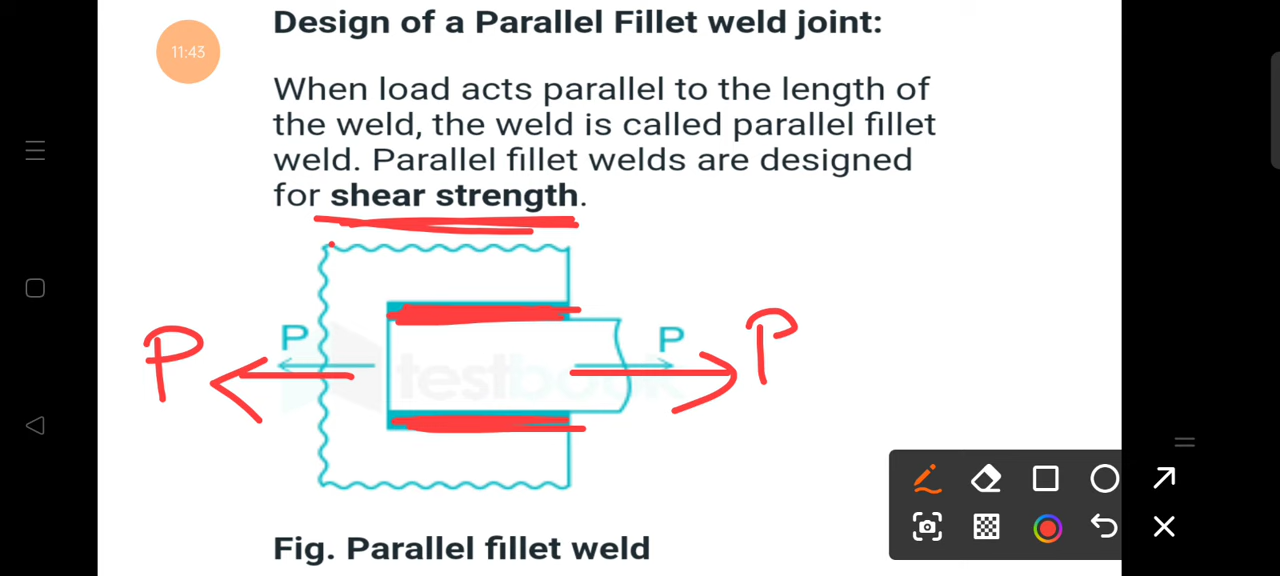 Design of a Parallel Fillet weld joint:
11:43
When load acts parallel to the length of
the weld, the weld is called parallel fillet
weld. Parallel fillet welds are designed
for shear strength.
P P P P
testbook
Fig. Parallel fillet weld